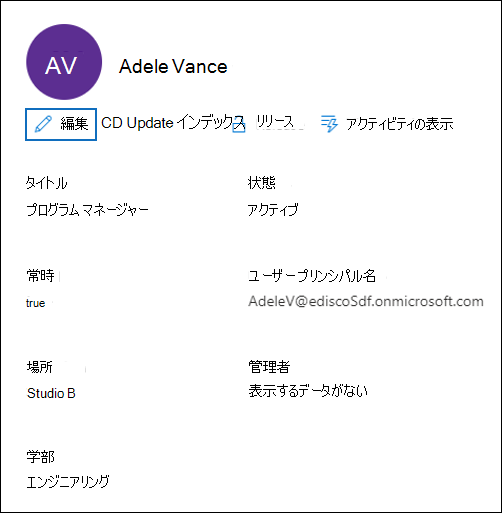 AV
Adele Vance
編集 CD Update インデックス リリース アクティビティの表示
タイトル 状態
プログラム マネージャー アクティブ
常時 ユーザープリンシパル名
true AdeleV@ediscoSdf.onmicrosoft.com
場所 管理者
Studio B 表示するデータがない
学部
エンジニアリング